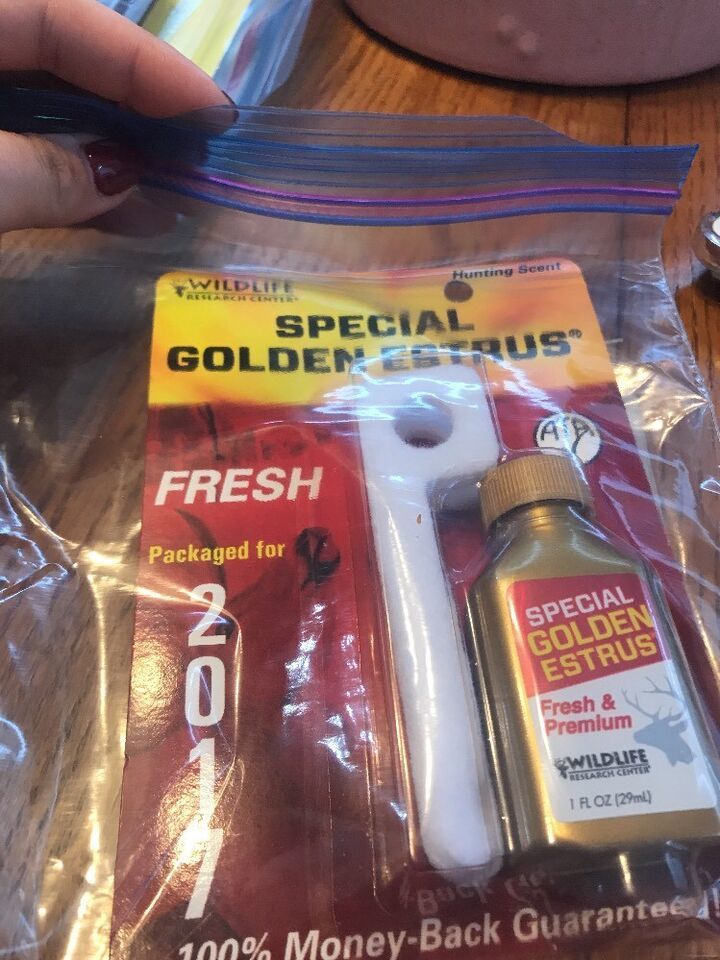 WILDLIFE
RESEARCH CENTER®
Hunting Scent
SPECIAL
GOLDEN ESTRUS®
ATA
FRESH
Packaged for
2
0
1
7
SPECIAL
GOLDEN
ESTRUS
Fresh &
Premium
WILDLIFE
RESEARCH CENTER
1 FL OZ (29mL)
100% Money-Back Guarantee